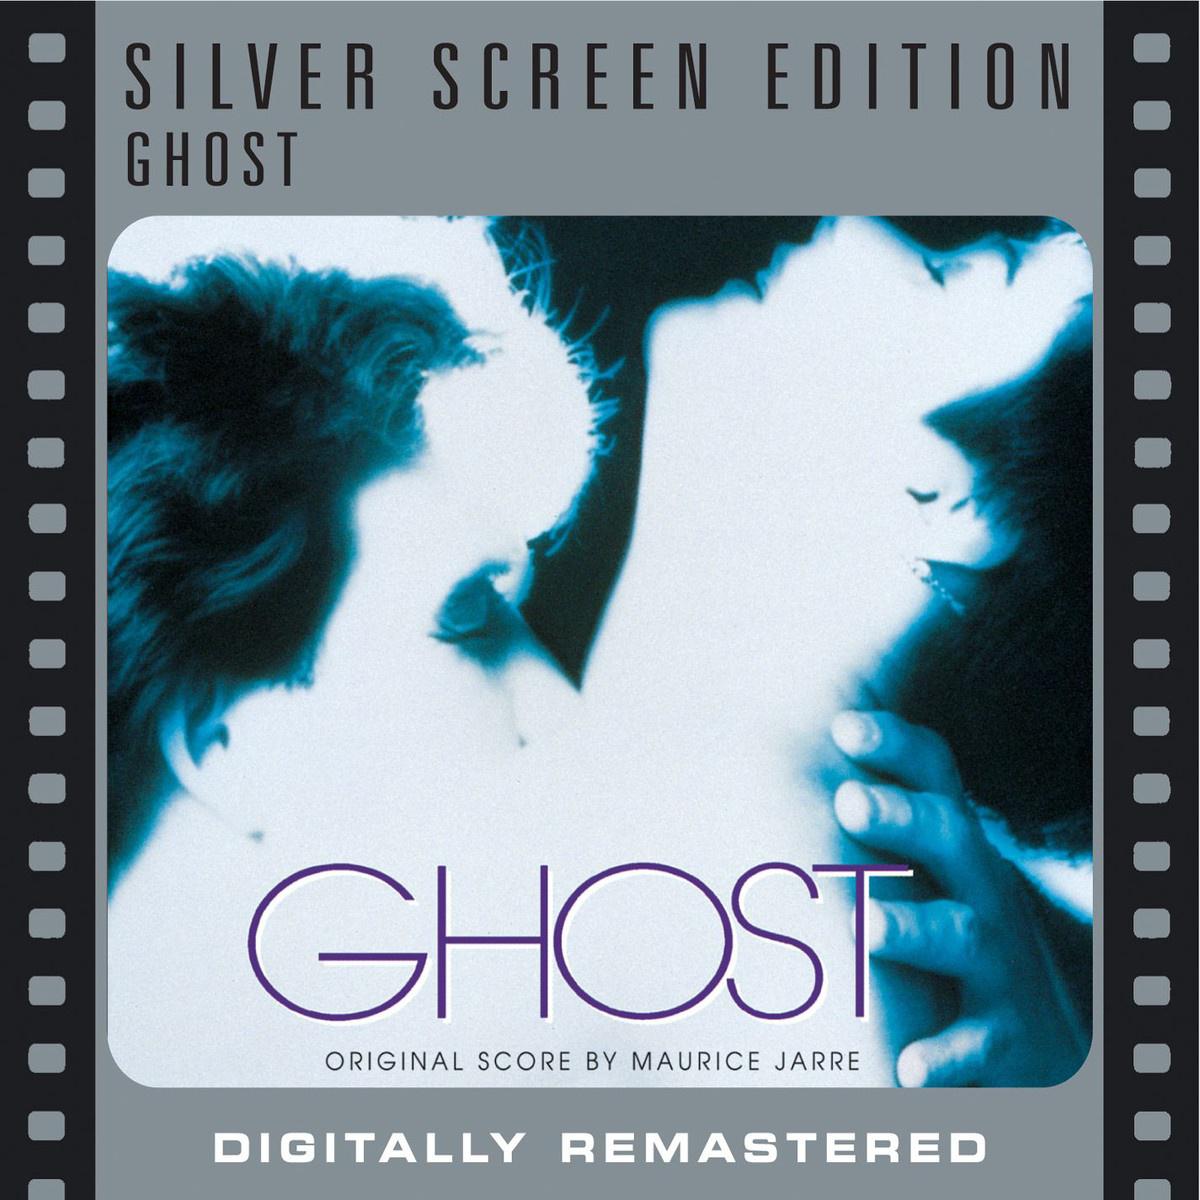 SILVER SCREEN EDITION
GHOST
GHOST
ORIGINAL SCORE BY MAURICE JARRE
DIGITALLY REMASTERED